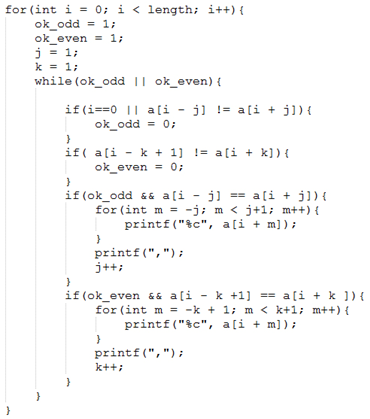 for(int i = 0; i < length; i++){
ok_odd = 1;
ok_even = 1;
j = 1;
k = 1;
while(ok_odd || ok_even){
if(i==0 || a[i - j] != a[i + j]){
ok_odd = 0;
}
if( a[i - k + 1] != a[i + k]){
ok_even = 0;
}
if(ok_odd && a[i - j] == a[i + j]){
for(int m = -j; m < j+1; m++){
printf("%c", a[i + m]);
}
printf(",");
j++;
}
if(ok_even && a[i - k +1] == a[i + k ]){
for(int m = -k + 1; m < k+1; m++){
printf("%c", a[i + m]);
}
printf(",");
k++;
}
}
}